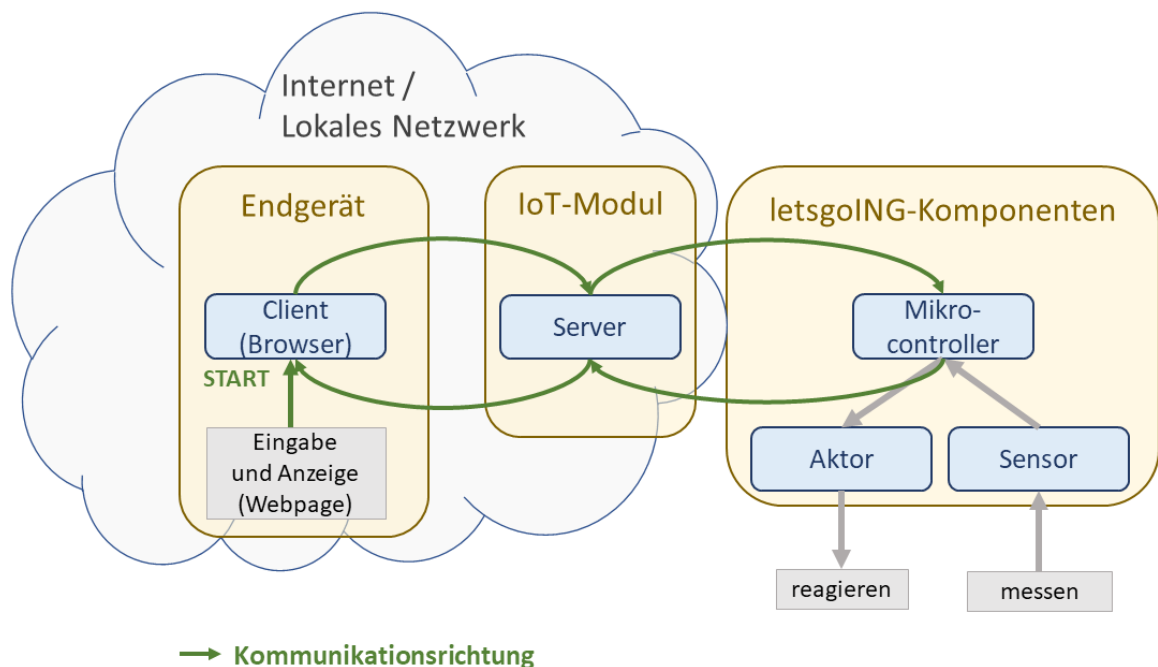 Internet /
Lokales Netzwerk
Endgerät
IoT-Modul
letsgoING-Komponenten
Client
(Browser)
Server
Mikro-
controller
START
Eingabe
und Anzeige
(Webpage)
Aktor
Sensor
reagieren
messen
Kommunikationsrichtung